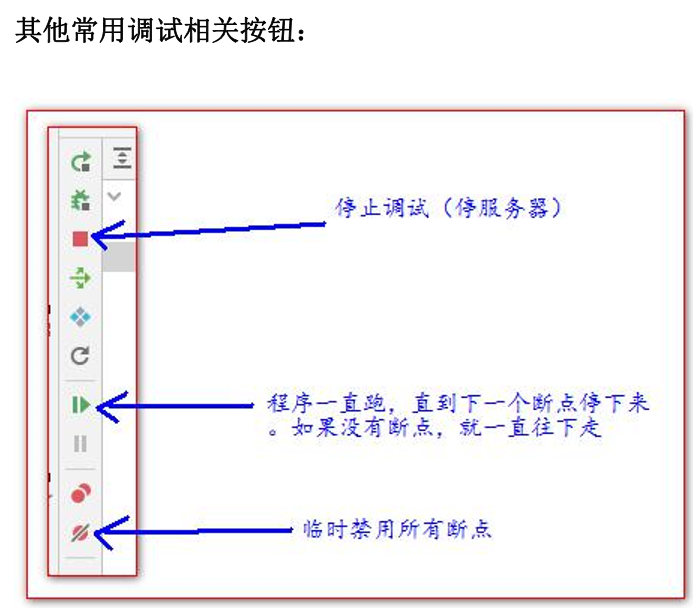 其他常用调试相关按钮：
停止调试（停服务器）
程序一直跑，直到下一个断点停下来
。如果没有断点，就一直往下走
临时禁用所有断点